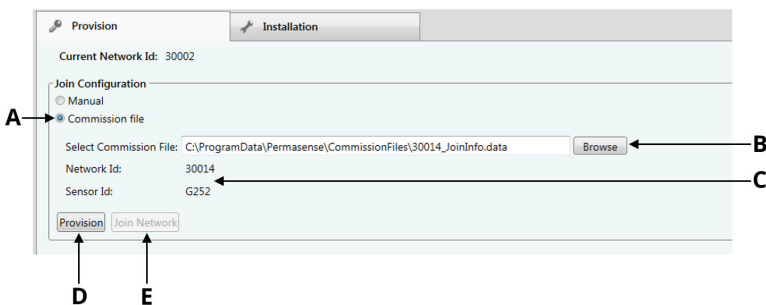 Provision
Installation
Current Network Id: 30002
Join Configuration
Manual
A
Commission file
Select Commission File: C:\ProgramData\Permasense\CommissionFiles\30014_JoinInfo.data Browse
B
Network Id: 30014
C
Sensor Id: G252
Provision Join Network
D
E